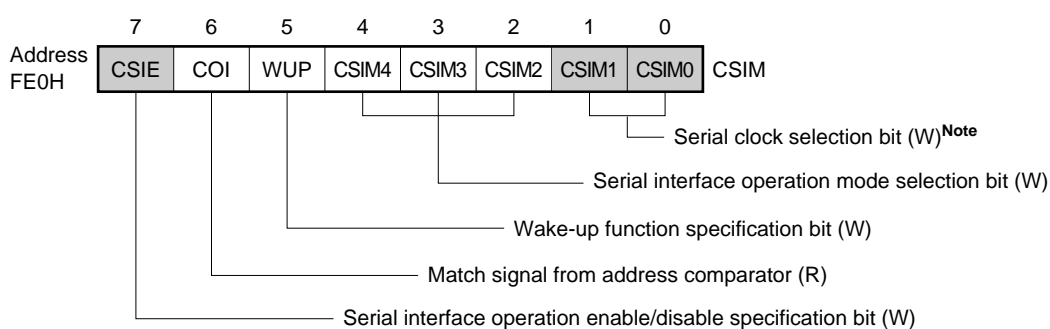 7 6 5 4 3 2 1 0
Address
FE0H
CSIE COI WUP CSIM4 CSIM3 CSIM2 CSIM1 CSIM0 CSIM
Serial clock selection bit (W)Note
Serial interface operation mode selection bit (W)
Wake-up function specification bit (W)
Match signal from address comparator (R)
Serial interface operation enable/disable specification bit (W)